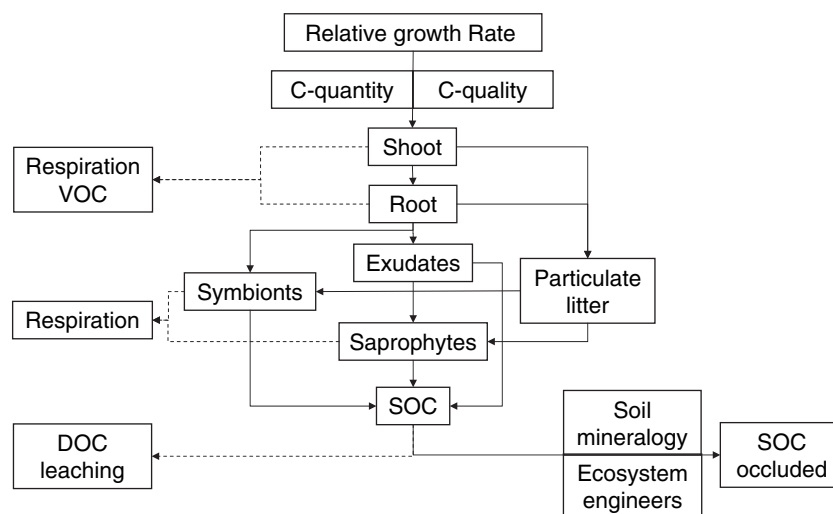 Relative growth Rate
C-quantity
C-quality
Shoot
Respiration
VOC
Root
Exudates
Particulate
litter
Symbionts
Respiration
Saprophytes
SOC
Soil
mineralogy
DOC
leaching
SOC
occluded
Ecosystem
engineers